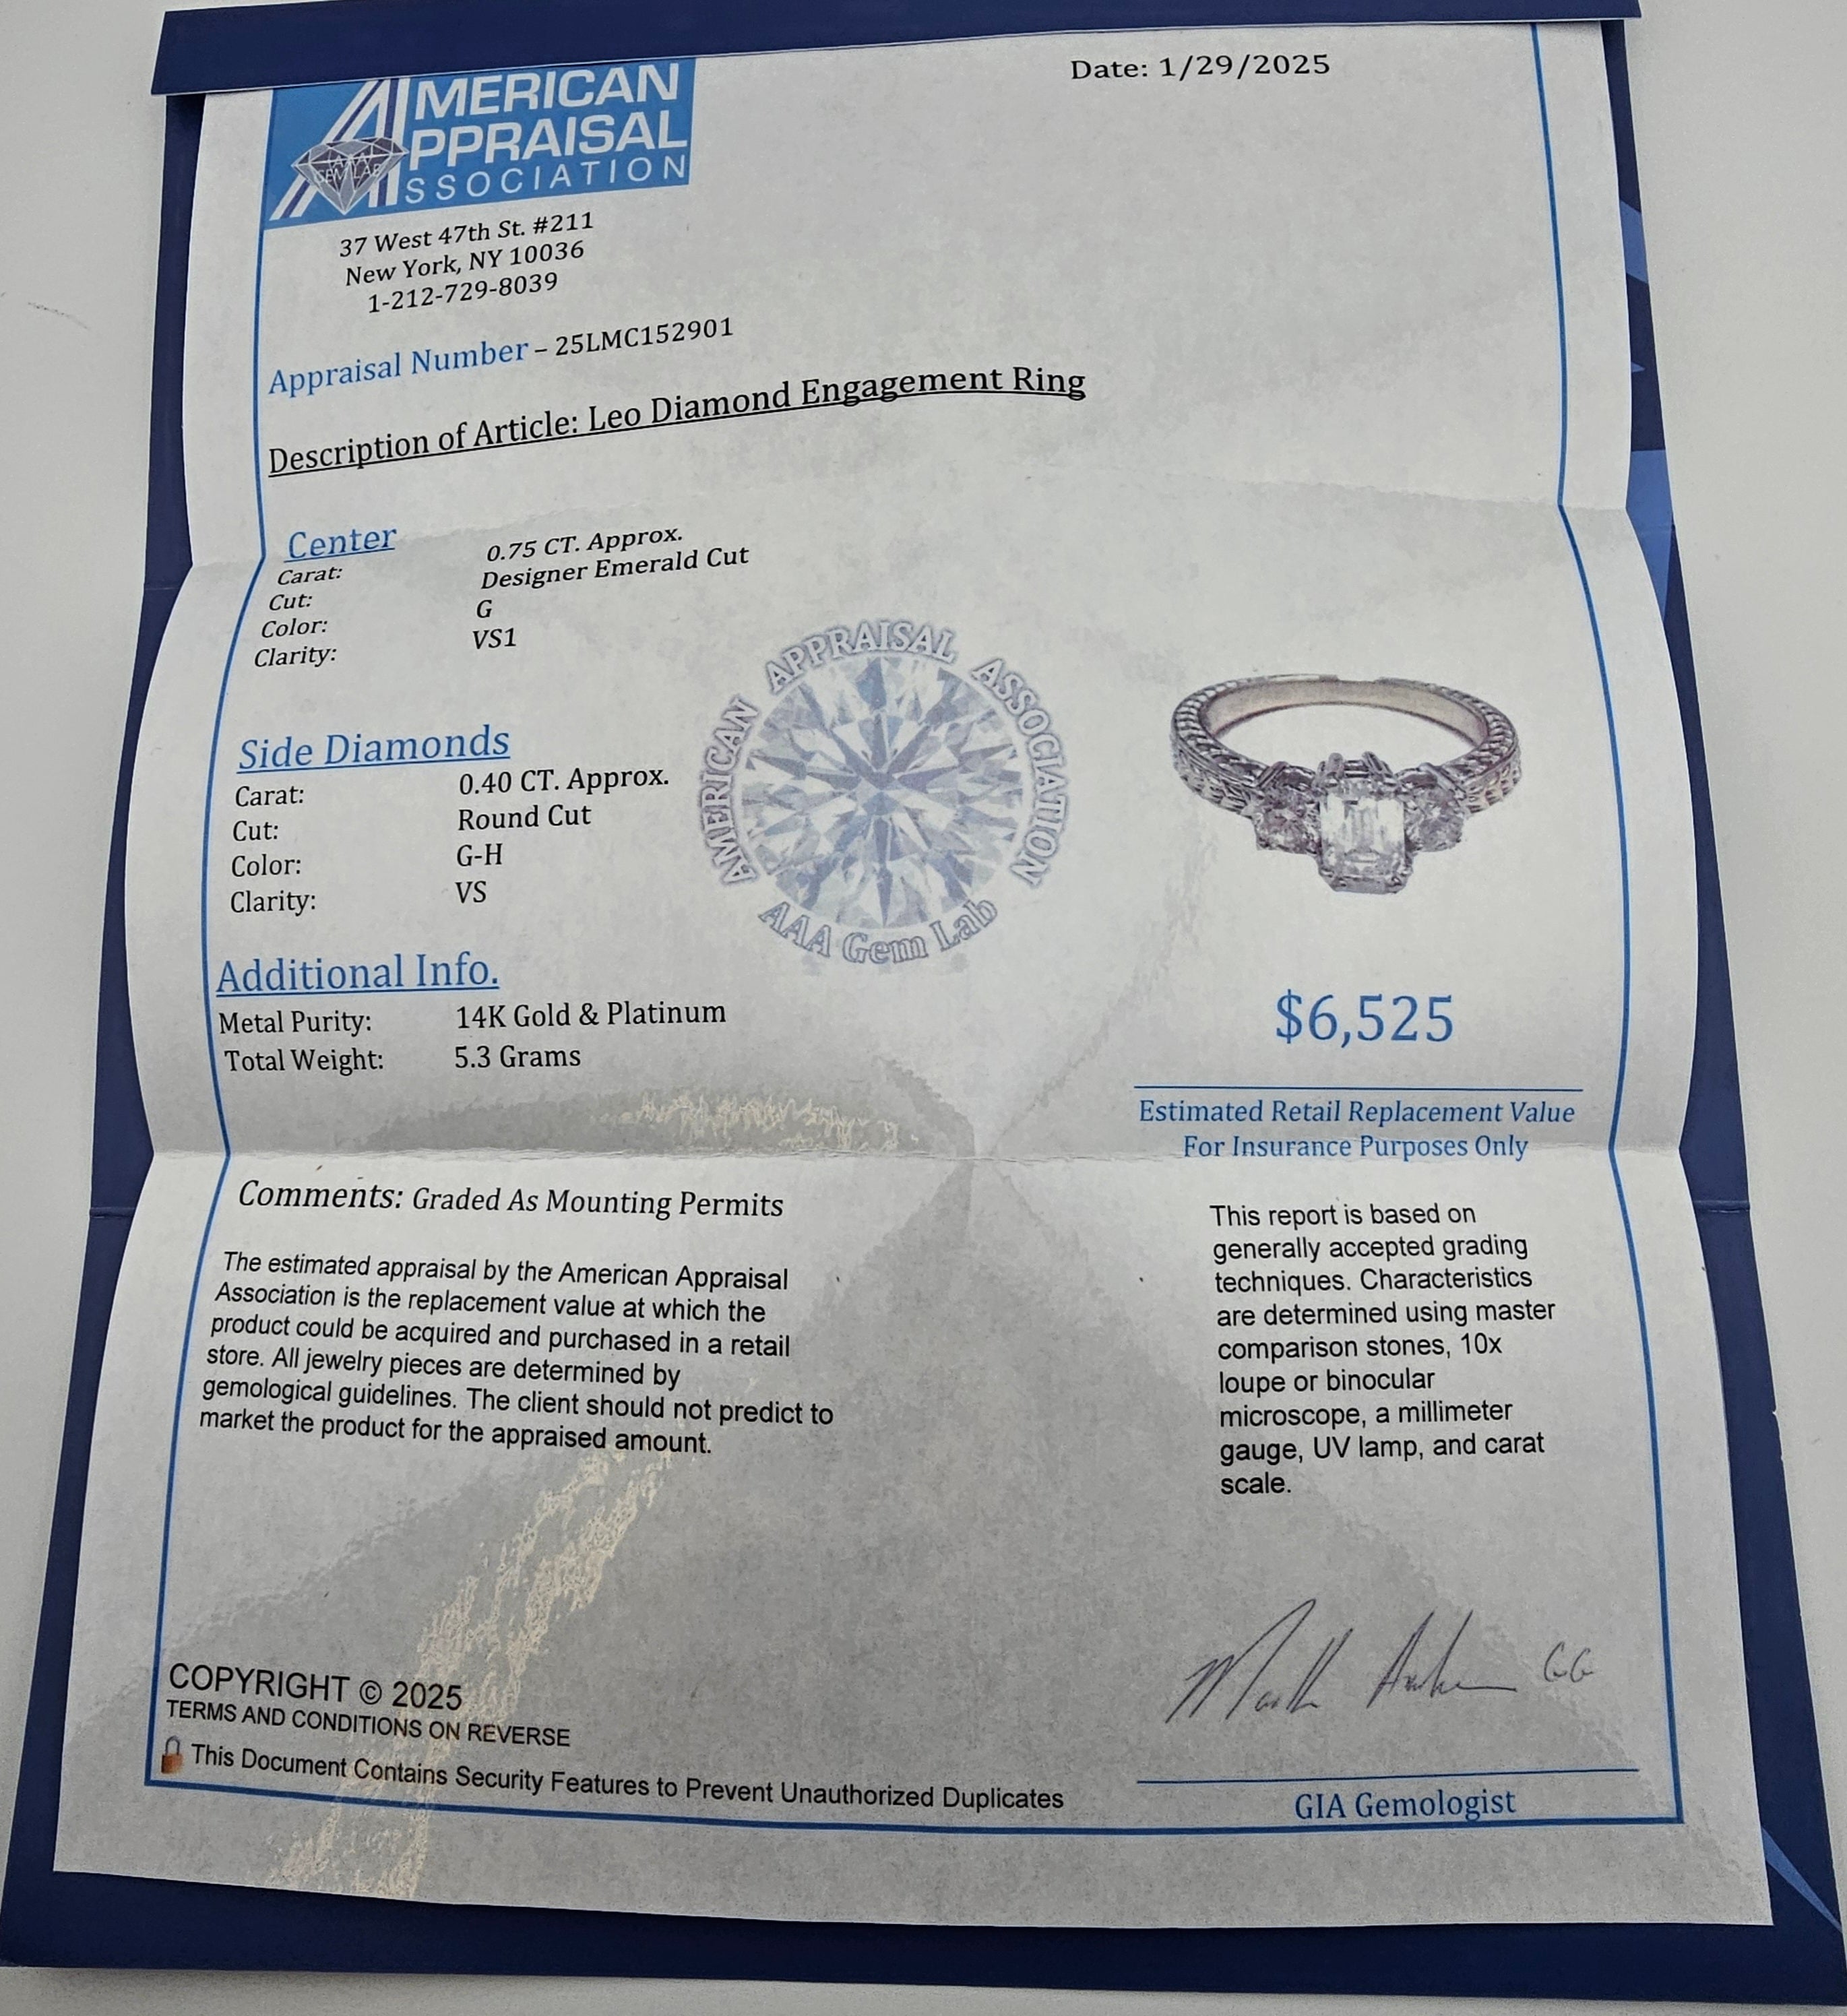 AMERICAN
APPRAISAL
ASSOCIATION
AAA
GEM LAB
Date: 1/29/2025
37 West 47th St. #211
New York, NY 10036
1-212-729-8039
Appraisal Number – 25LMC152901
Description of Article: Leo Diamond Engagement Ring
Center
Carat: 0.75 CT. Approx.
Cut: Designer Emerald Cut
Color: G
Clarity: VS1
Side Diamonds
Carat: 0.40 CT. Approx.
Cut: Round Cut
Color: G-H
Clarity: VS
AMERICAN APPRAISAL ASSOCIATION
AAA Gem Lab
Additional Info.
Metal Purity: 14K Gold & Platinum
Total Weight: 5.3 Grams
$6,525
Estimated Retail Replacement Value
For Insurance Purposes Only
Comments: Graded As Mounting Permits
The estimated appraisal by the American Appraisal
Association is the replacement value at which the
product could be acquired and purchased in a retail
store. All jewelry pieces are determined by
gemological guidelines. The client should not predict to
market the product for the appraised amount.
This report is based on
generally accepted grading
techniques. Characteristics
are determined using master
comparison stones, 10x
loupe or binocular
microscope, a millimeter
gauge, UV lamp, and carat
scale.
GG
GIA Gemologist
COPYRIGHT © 2025
TERMS AND CONDITIONS ON REVERSE
This Document Contains Security Features to Prevent Unauthorized Duplicates